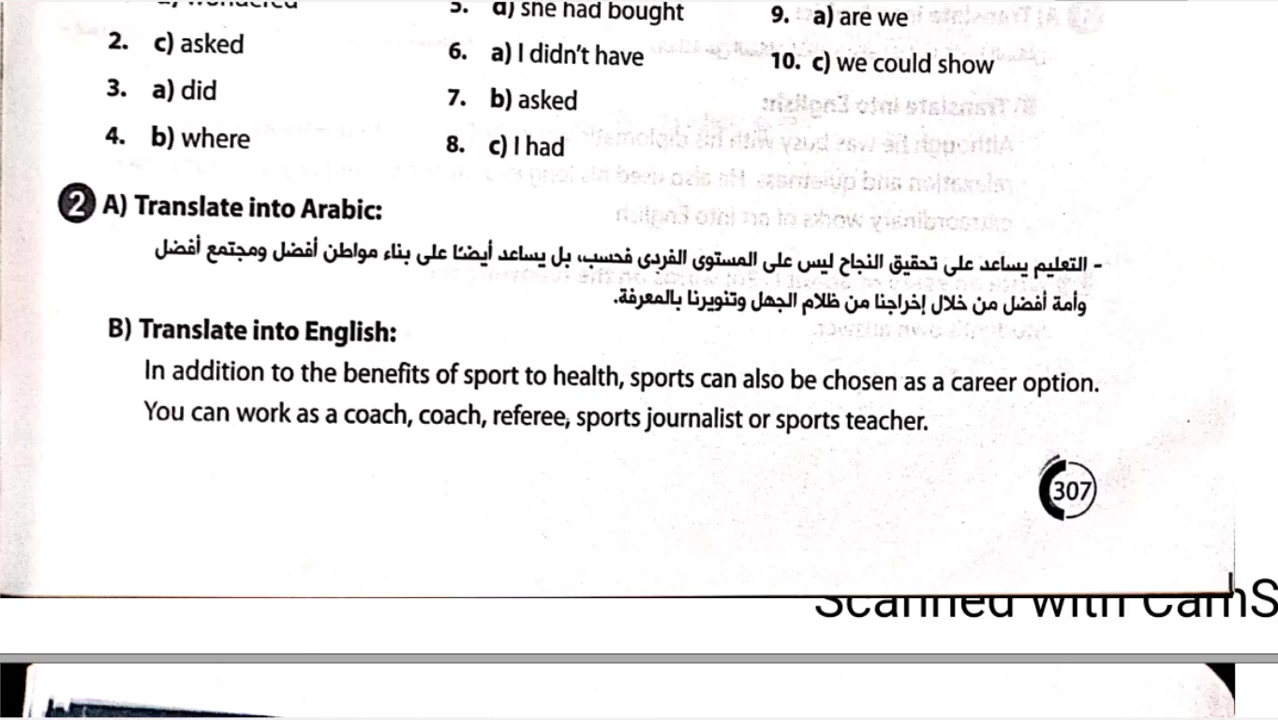 2. c) asked
3. a) did
4. b) where
5. a) she had bought
6. a) I didn't have
7. b) asked
8. c) I had
9. a) are we
10. c) we could show
2 A) Translate into Arabic:
- التعليم يساعد على تحقيق النجاح ليس على المستوى الفردى فحسب، بل يساعد أيضًا على بناء مواطن أفضل ومجتمع أفضل
وأمة أفضل من خلال إخراجنا من ظلام الجهل وتنويرنا بالمعرفة.
B) Translate into English:
In addition to the benefits of sport to health, sports can also be chosen as a career option.
You can work as a coach, coach, referee, sports journalist or sports teacher.
307
Scanned with CamS